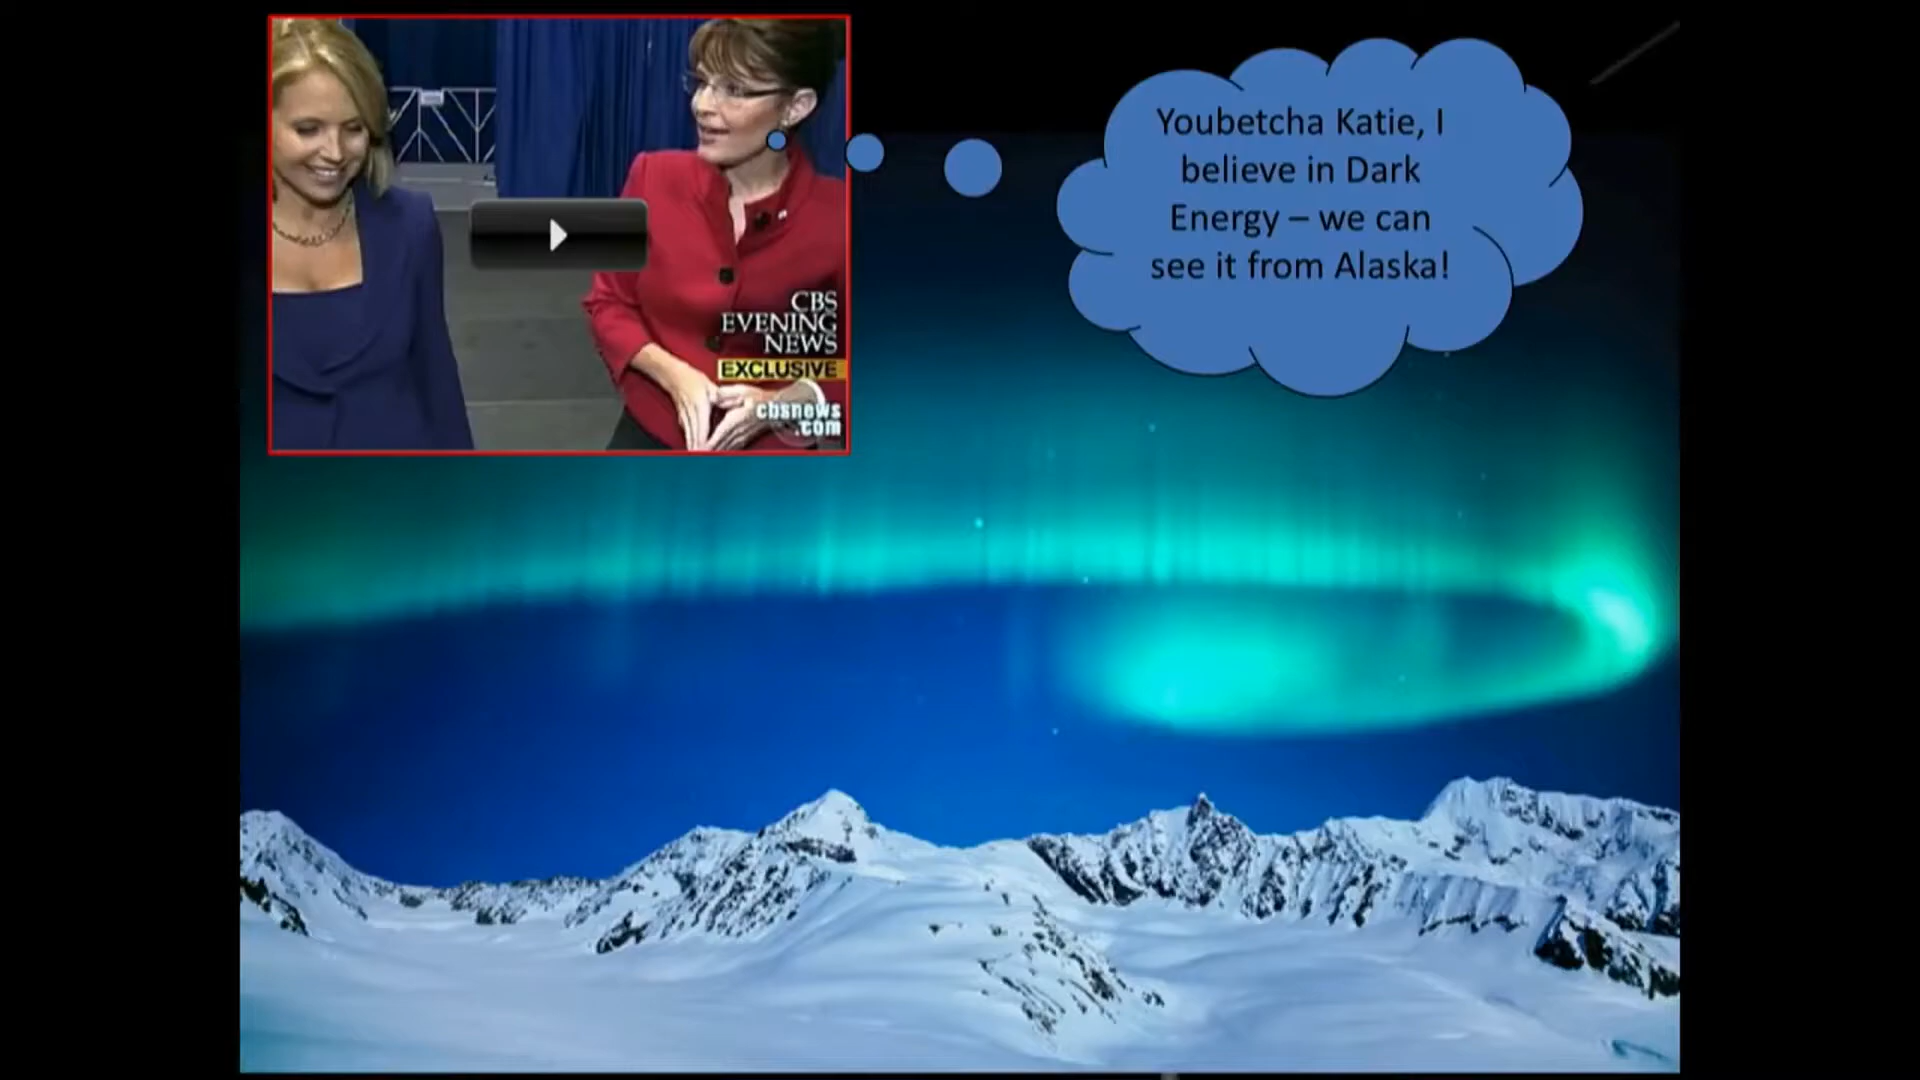 Youbetcha Katie, I
believe in Dark
Energy – we can
see it from Alaska!
CBS
EVENING
NEWS
EXCLUSIVE
cbsnews
.com